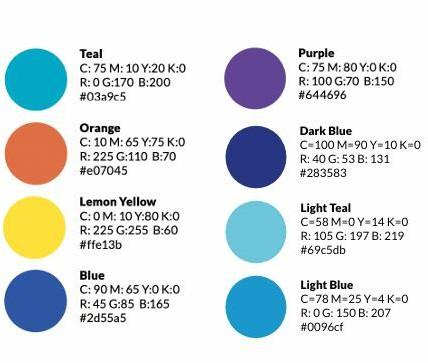 Teal
C: 75 M: 10 Y:20 K:0
R: 0 G:170 B:200
#03a9c5
Orange
C: 10 M: 65 Y:75 K:0
R: 225 G:110 B:70
#e07045
Lemon Yellow
C: 0 M: 10 Y:80 K:0
R: 225 G:255 B:60
#ffe13b
Blue
C: 90 M: 65 Y:0 K:0
R: 45 G:85 B:165
#2d55a5
Purple
C: 75 M: 80 Y:0 K:0
R: 100 G:70 B:150
#644696
Dark Blue
C=100 M=90 Y=10 K=0
R: 40 G: 53 B: 131
#283583
Light Teal
C=58 M=0 Y=14 K=0
R: 105 G: 197 B: 219
#69c5db
Light Blue
C=78 M=25 Y=4 K=0
R: 0 G: 150 B: 207
#0096cf